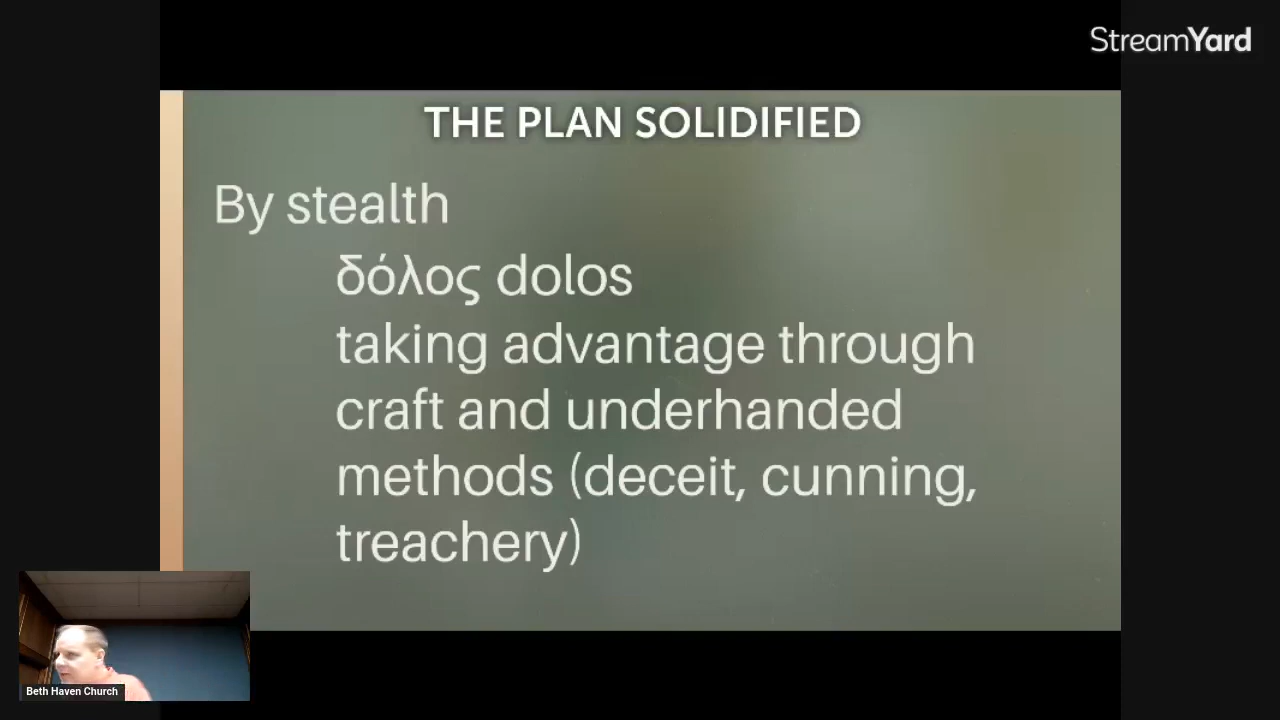 StreamYard
THE PLAN SOLIDIFIED
By stealth
δόλος dolos
taking advantage through
craft and underhanded
methods (deceit, cunning,
treachery)
Beth Haven Church